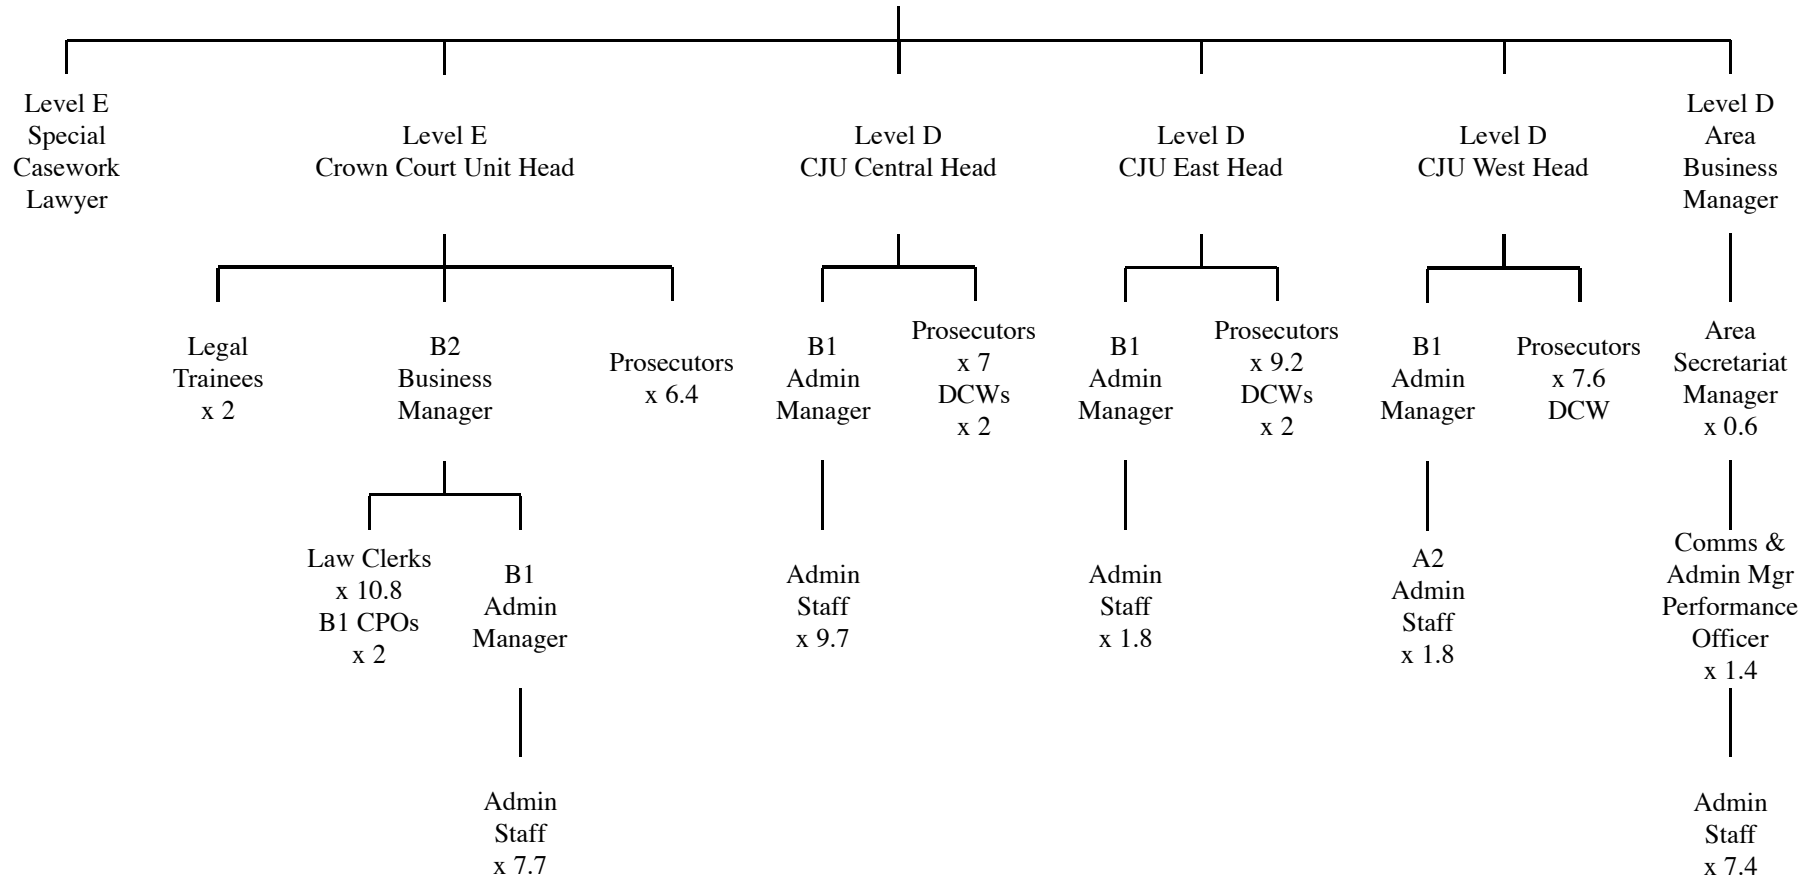 Level E
Special
Casework
Lawyer
Level E
Crown Court Unit Head
Level D
CJU Central Head
Level D
CJU East Head
Level D
CJU West Head
Level D
Area
Business
Manager
Legal
Trainees
x 2
B2
Business
Manager
Prosecutors
x 6.4
B1
Admin
Manager
Prosecutors
x 7
DCWs
x 2
B1
Admin
Manager
Prosecutors
x 9.2
DCWs
x 2
B1
Admin
Manager
Prosecutors
x 7.6
DCW
Area
Secretariat
Manager
x 0.6
Law Clerks
x 10.8
B1 CPOs
x 2
B1
Admin
Manager
Admin
Staff
x 9.7
Admin
Staff
x 1.8
A2
Admin
Staff
x 1.8
Comms &
Admin Mgr
Performance
Officer
x 1.4
Admin
Staff
x 7.7
Admin
Staff
x 7.4